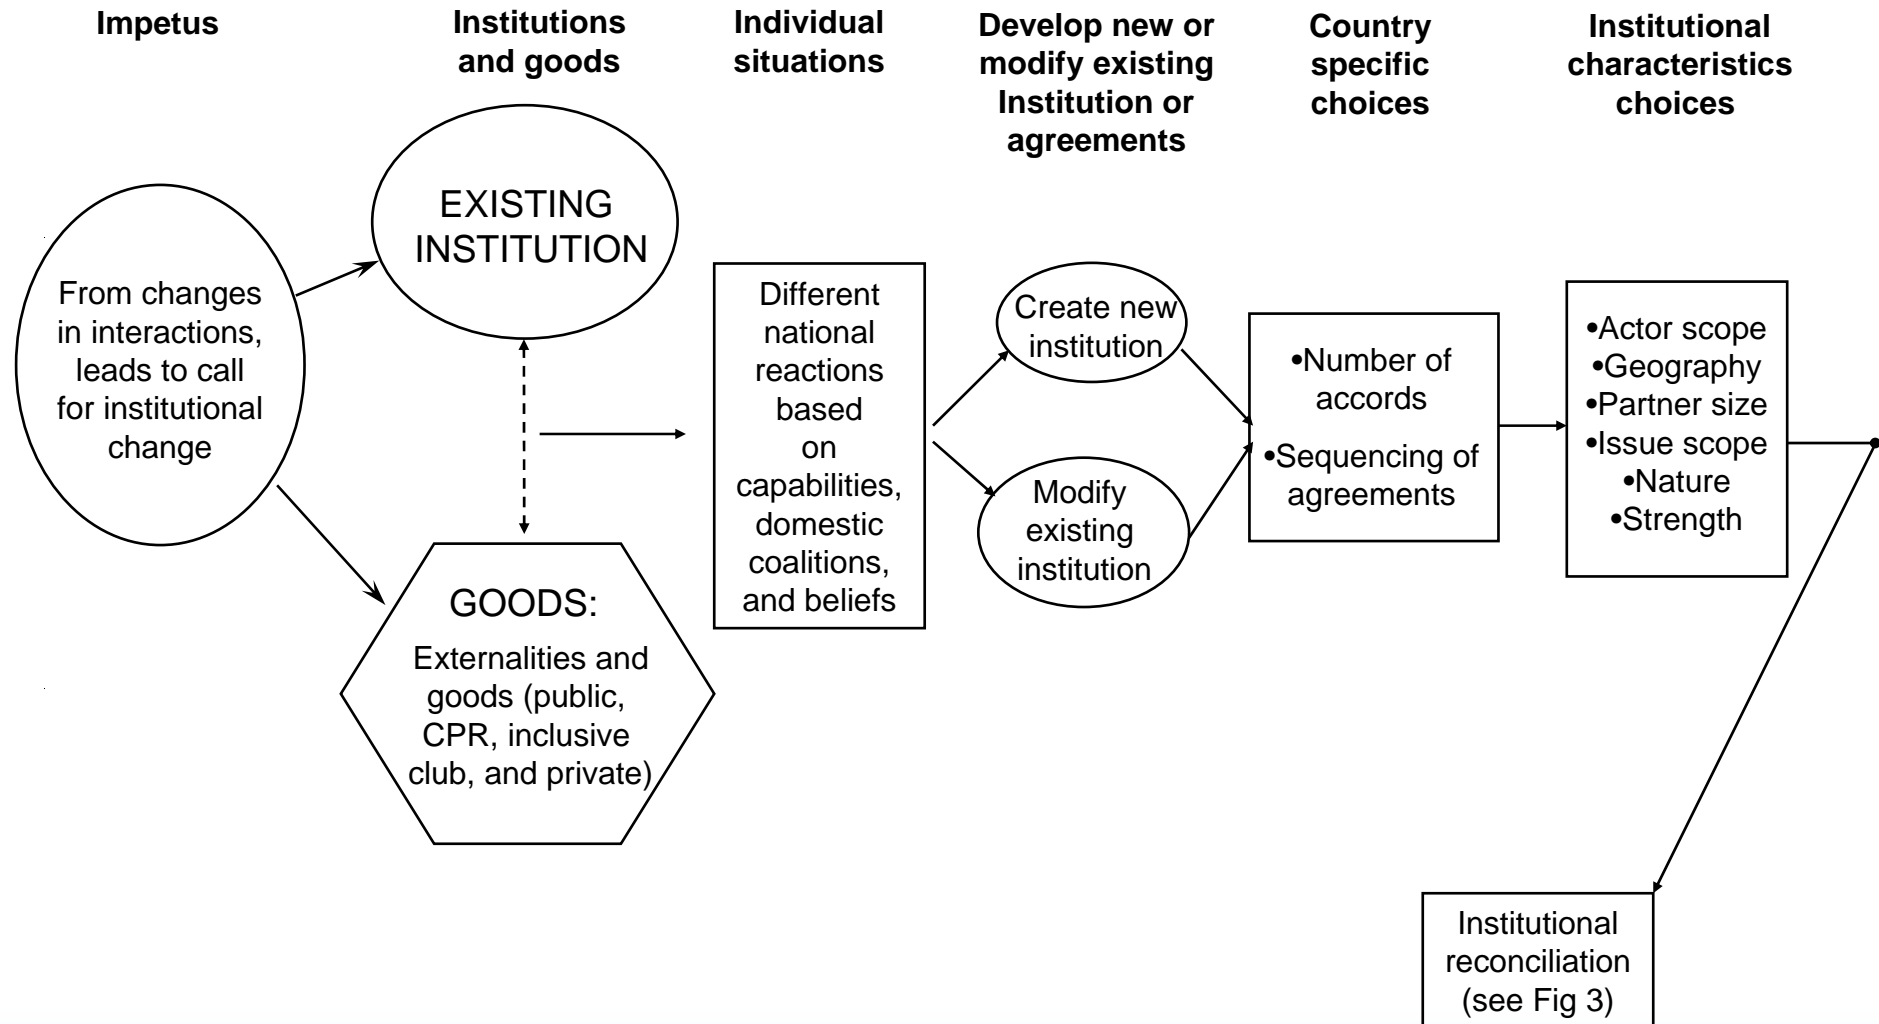 Impetus
Institutions
and goods
Individual
situations
Develop new or
modify existing
Institution or
agreements
Country
specific
choices
Institutional
characteristics
choices
From changes
in interactions,
leads to call
for institutional
change
EXISTING
INSTITUTION
GOODS:
Externalities and
goods (public,
CPR, inclusive
club, and private)
Different
national
reactions
based
on
capabilities,
domestic
coalitions,
and beliefs
Create new
institution
Modify
existing
institution
•Number of
accords
•Sequencing of
agreements
•Actor scope
•Geography
•Partner size
•Issue scope
•Nature
•Strength
Institutional
reconciliation
(see Fig 3)